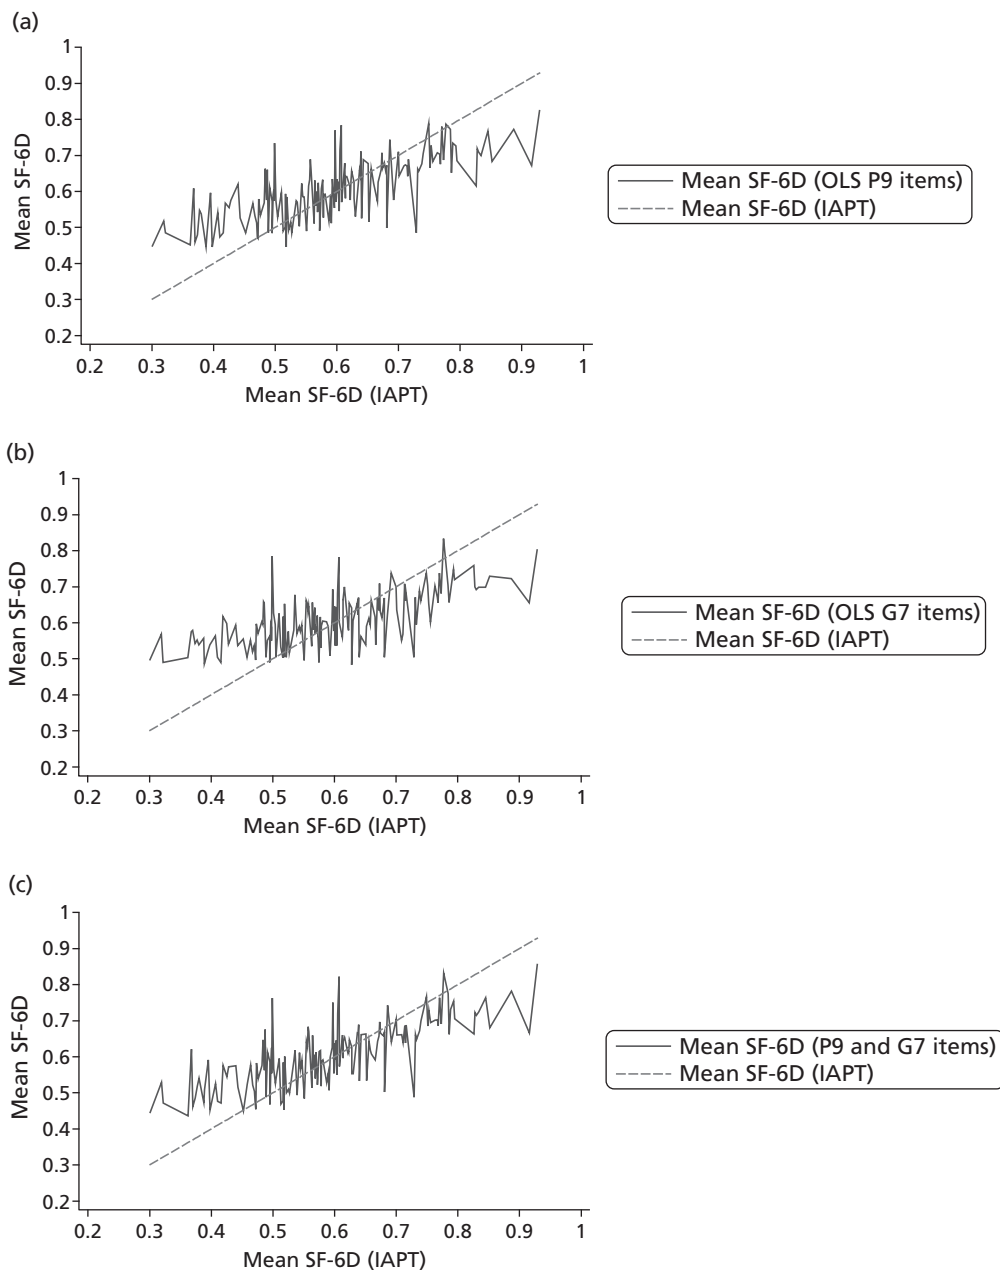 (a)
1
0.9
0.8
0.7
0.6
0.5
0.4
0.3
0.2
Mean SF-6D
0.2 0.3 0.4 0.5 0.6 0.7 0.8 0.9 1
Mean SF-6D (IAPT)
Mean SF-6D (OLS P9 items)
Mean SF-6D (IAPT)
(b)
1
0.9
0.8
0.7
0.6
0.5
0.4
0.3
0.2
Mean SF-6D
0.2 0.3 0.4 0.5 0.6 0.7 0.8 0.9 1
Mean SF-6D (IAPT)
Mean SF-6D (OLS G7 items)
Mean SF-6D (IAPT)
(c)
1
0.9
0.8
0.7
0.6
0.5
0.4
0.3
0.2
Mean SF-6D
0.2 0.3 0.4 0.5 0.6 0.7 0.8 0.9 1
Mean SF-6D (IAPT)
Mean SF-6D (P9 and G7 items)
Mean SF-6D (IAPT)